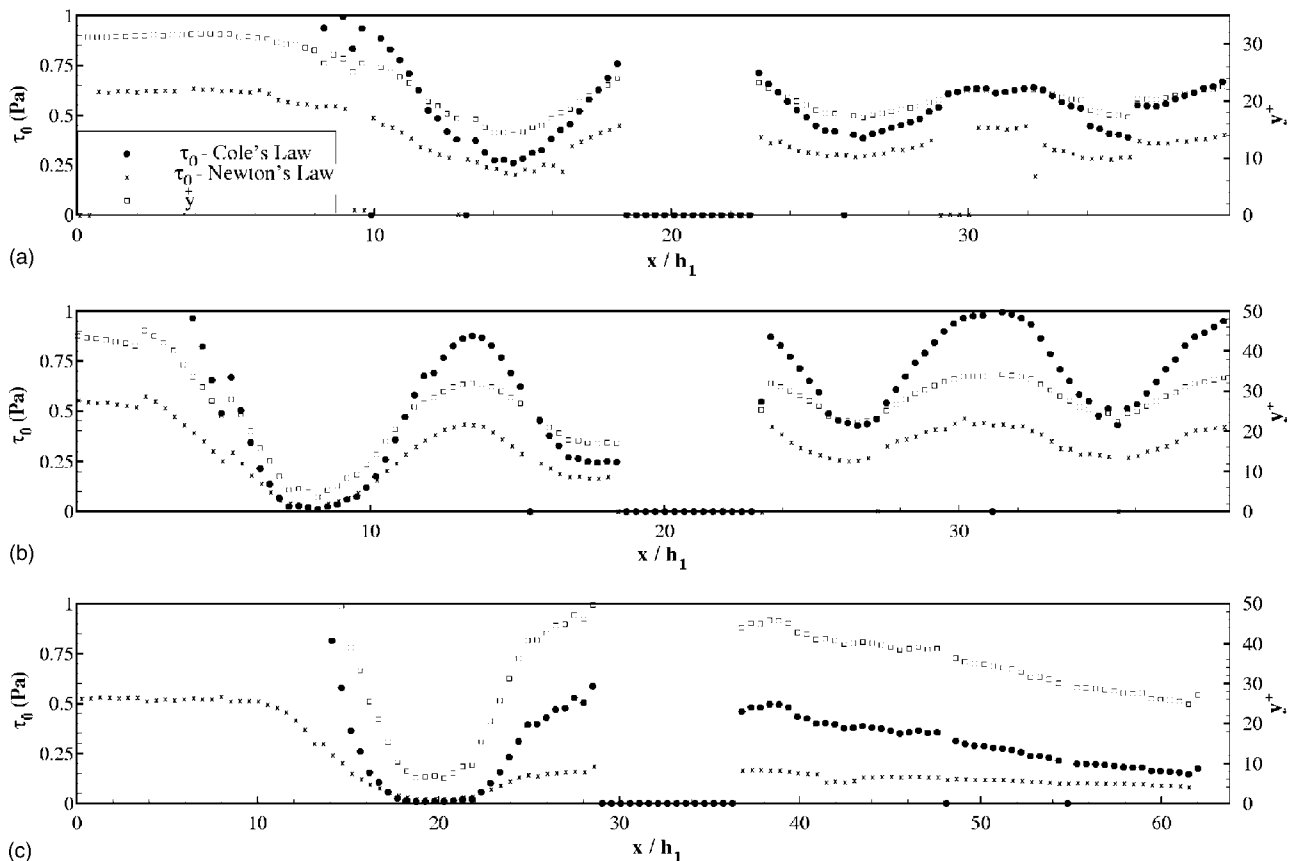 1
0.75
0.5
0.25
0
τ₀ (Pa)
τ₀ - Cole's Law
τ₀ - Newton's Law
y⁺
30
20
10
0
y⁺
0 10 20 30
x / h₁
(a)
1
0.75
0.5
0.25
0
τ₀ (Pa)
50
40
30
20
10
0
y⁺
10 20 30
x / h₁
(b)
1
0.75
0.5
0.25
0
τ₀ (Pa)
50
40
30
20
10
0
y⁺
0 10 20 30 40 50 60
x / h₁
(c)